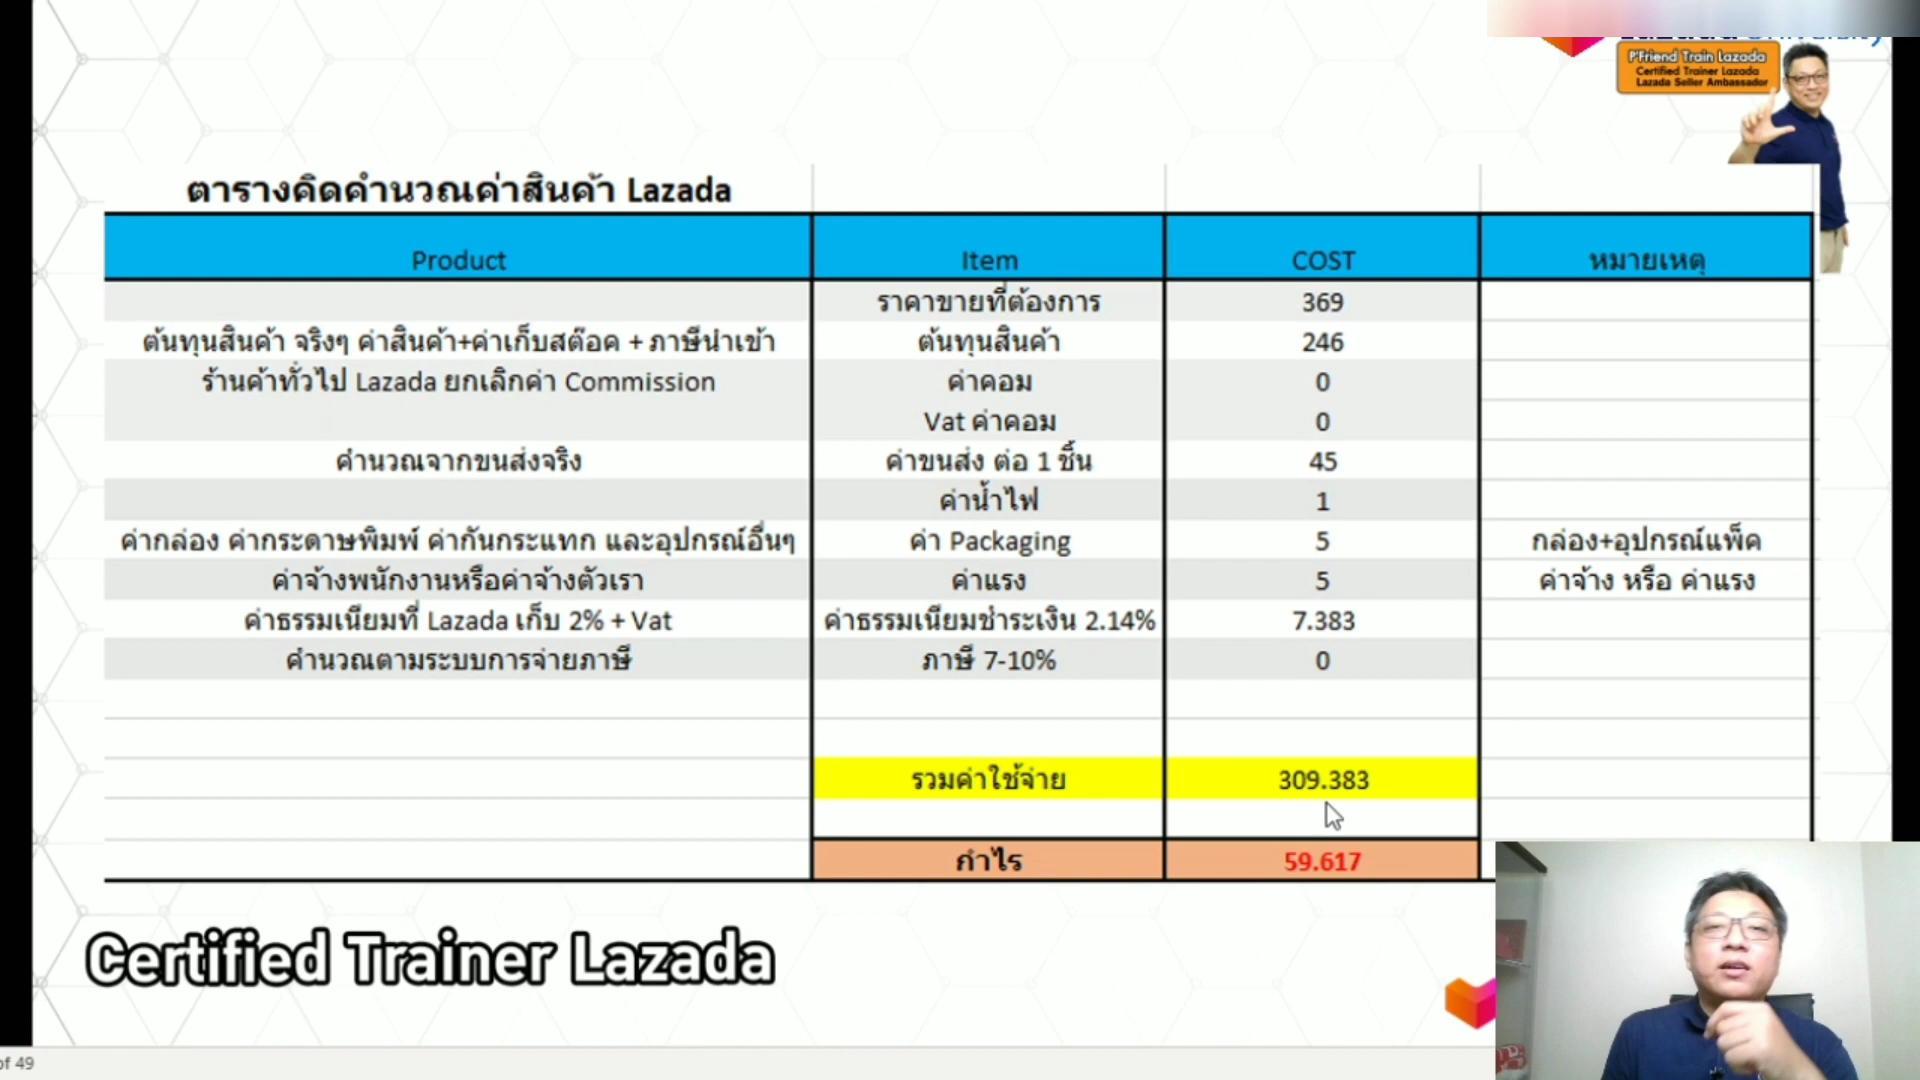 P'Friend Train Lazada
Certified Trainer Lazada
Lazada Seller Ambassador
ตารางคิดคำนวณค่าสินค้า Lazada
Product Item COST หมายเหตุ
ราคาขายที่ต้องการ 369
ต้นทุนสินค้า จริงๆ ค่าสินค้า+ค่าเก็บสต๊อค + ภาษีนำเข้า ต้นทุนสินค้า 246
ร้านค้าทั่วไป Lazada ยกเลิกค่า Commission ค่าคอม 0
Vat ค่าคอม 0
คำนวณจากขนส่งจริง ค่าขนส่ง ต่อ 1 ชิ้น 45
ค่าน้ำไฟ 1
ค่ากล่อง ค่ากระดาษพิมพ์ ค่ากันกระแทก และอุปกรณ์อื่นๆ ค่า Packaging 5 กล่อง+อุปกรณ์แพ็ค
ค่าจ้างพนักงานหรือค่าจ้างตัวเรา ค่าแรง 5 ค่าจ้าง หรือ ค่าแรง
ค่าธรรมเนียมที่ Lazada เก็บ 2% + Vat ค่าธรรมเนียมชำระเงิน 2.14% 7.383
คำนวณตามระบบการจ่ายภาษี ภาษี 7-10% 0
รวมค่าใช้จ่าย 309.383
กำไร 59.617
Certified Trainer Lazada
of 49